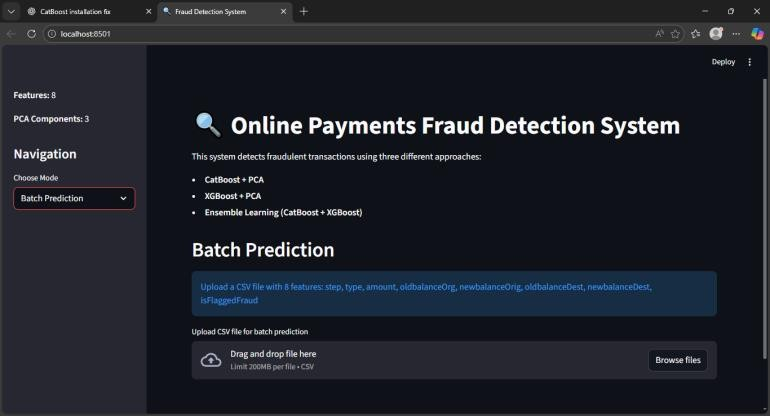 CatBoost installation fix
Fraud Detection System
localhost:8501
Deploy
Features: 8
PCA Components: 3
Navigation
Choose Mode
Batch Prediction
Online Payments Fraud Detection System
This system detects fraudulent transactions using three different approaches:
• CatBoost + PCA
• XGBoost + PCA
• Ensemble Learning (CatBoost + XGBoost)
Batch Prediction
Upload a CSV file with 8 features: step, type, amount, oldbalanceOrg, newbalanceOrig, oldbalanceDest, newbalanceDest,
isFlaggedFraud
Upload CSV file for batch prediction
Drag and drop file here
Limit 200MB per file • CSV
Browse files